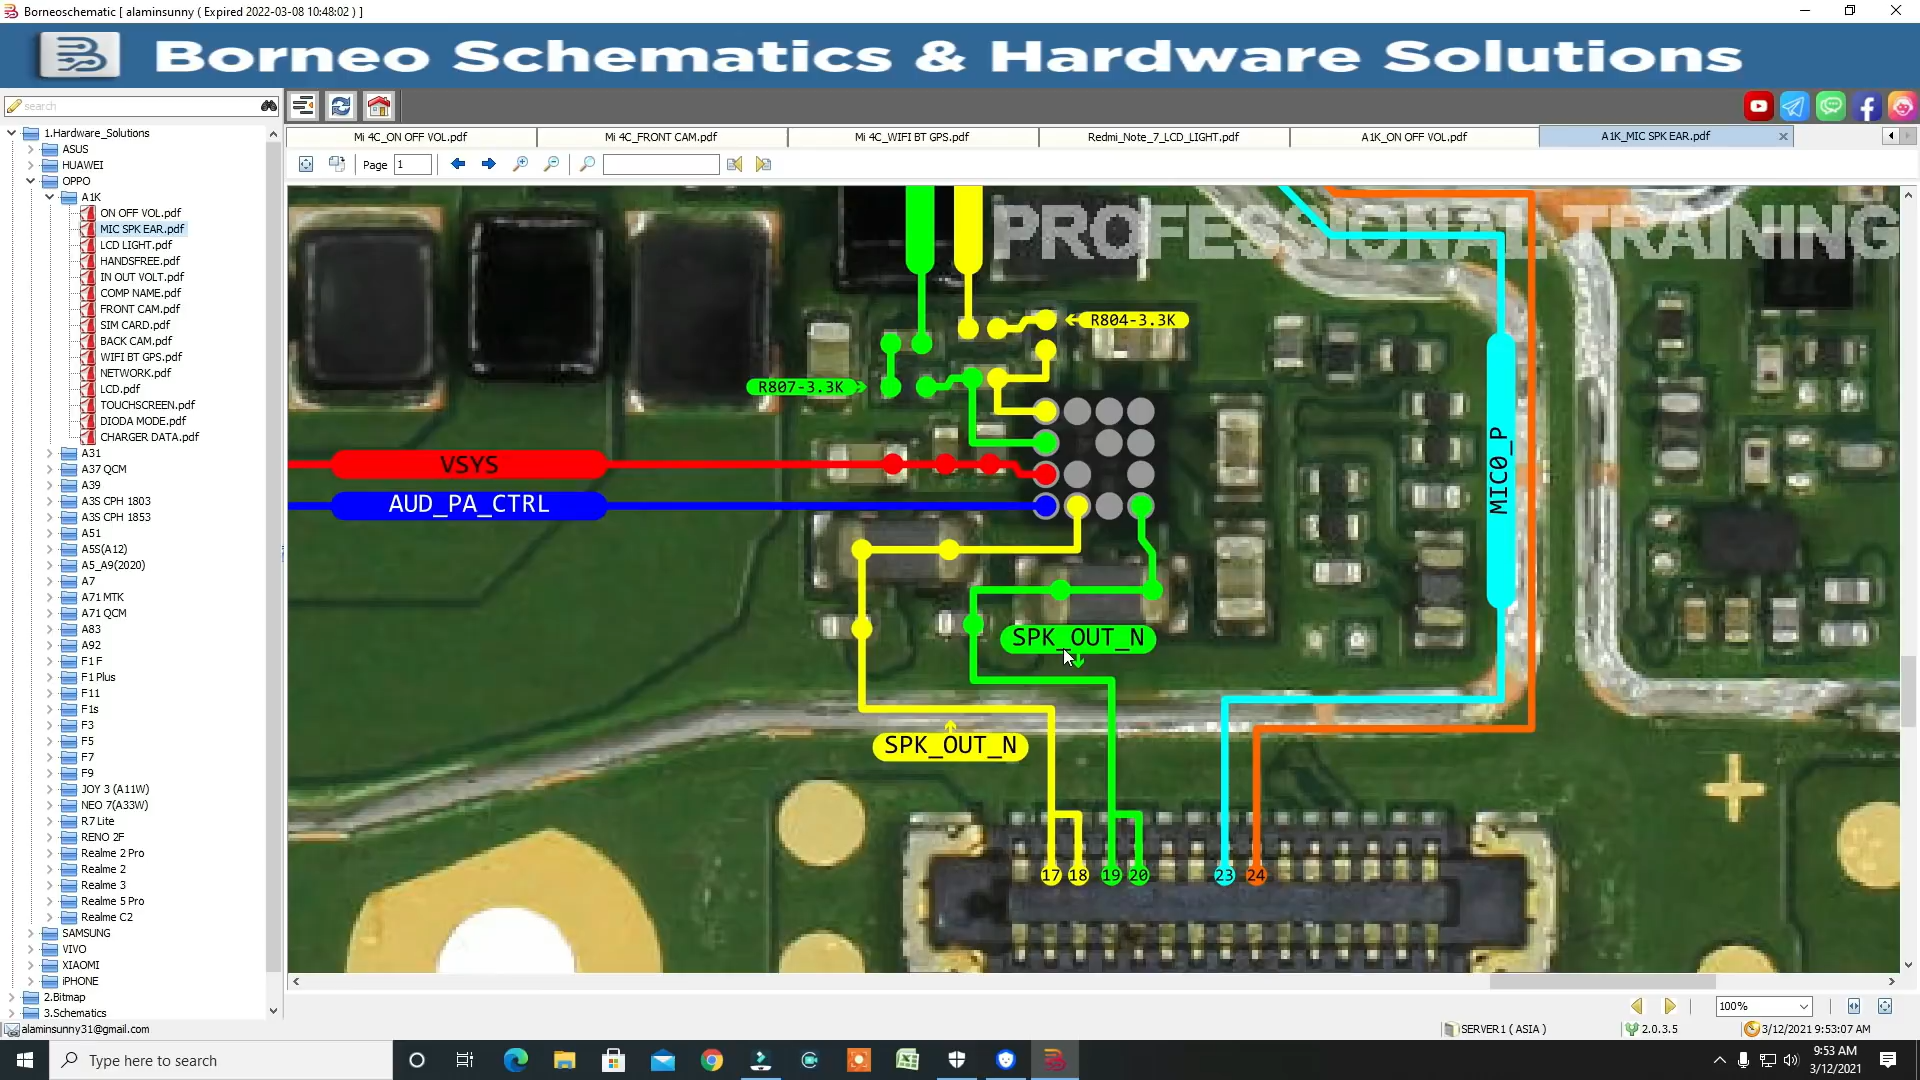 Borneoschematic [ alaminsunny ( Expired 2022-03-08 10:48:02 ) ]
Borneo Schematics & Hardware Solutions
search
Mi 4C_ON OFF VOL.pdf
Mi 4C_FRONT CAM.pdf
Mi 4C_WIFI BT GPS.pdf
Redmi_Note_7_LCD_LIGHT.pdf
A1K_ON OFF VOL.pdf
A1K_MIC SPK EAR.pdf
Page 1
1.Hardware_Solutions
ASUS
HUAWEI
OPPO
A1K
ON OFF VOL.pdf
MIC SPK EAR.pdf
LCD LIGHT.pdf
HANDSFREE.pdf
IN OUT VOLT.pdf
COMP NAME.pdf
FRONT CAM.pdf
SIM CARD.pdf
BACK CAM.pdf
WIFI BT GPS.pdf
NETWORK.pdf
LCD.pdf
TOUCHSCREEN.pdf
DIODA MODE.pdf
CHARGER DATA.pdf
A31
A37 QCM
A39
A3S CPH 1803
A3S CPH 1853
A51
A5S(A12)
A5_A9(2020)
A7
A71 MTK
A71 QCM
A83
A92
F1 F
F1 Plus
F11
F1s
F3
F5
F7
F9
JOY 3 (A11W)
NEO 7(A33W)
R7 Lite
RENO 2F
Realme 2 Pro
Realme 2
Realme 3
Realme 5 Pro
Realme C2
SAMSUNG
VIVO
XIAOMI
iPHONE
2.Bitmap
3.Schematics
PROFESSIONAL TRAINING
R804-3.3K
R807-3.3K
VSYS
AUD_PA_CTRL
MIC0_P
SPK_OUT_N
SPK_OUT_N
17 18 19 20 23 24
100%
alaminsunny31@gmail.com
SERVER1 ( ASIA )
2.0.3.5
3/12/2021 9:53:07 AM
Type here to search
9:53 AM
3/12/2021